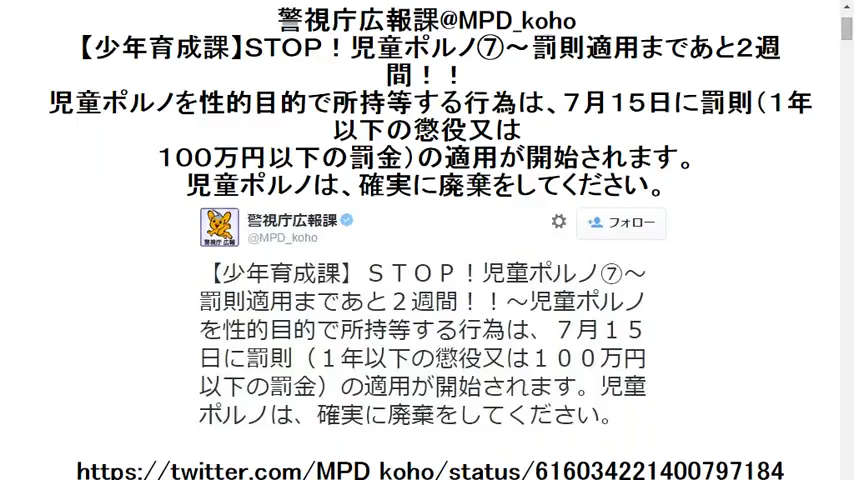 警視庁広報課@MPD_koho
【少年育成課】STOP！児童ポルノ⑦～罰則適用まであと２週
間！！
児童ポルノを性的目的で所持等する行為は、７月１５日に罰則（１年
以下の懲役又は
１００万円以下の罰金）の適用が開始されます。
児童ポルノは、確実に廃棄をしてください。
警視庁広報課
@MPD_koho
フォロー
警視庁 広報
【少年育成課】ＳＴＯＰ！児童ポルノ⑦～
罰則適用まであと２週間！！～児童ポルノ
を性的目的で所持等する行為は、７月１５
日に罰則（１年以下の懲役又は１００万円
以下の罰金）の適用が開始されます。児童
ポルノは、確実に廃棄をしてください。
https://twitter.com/MPD_koho/status/616034221400797184